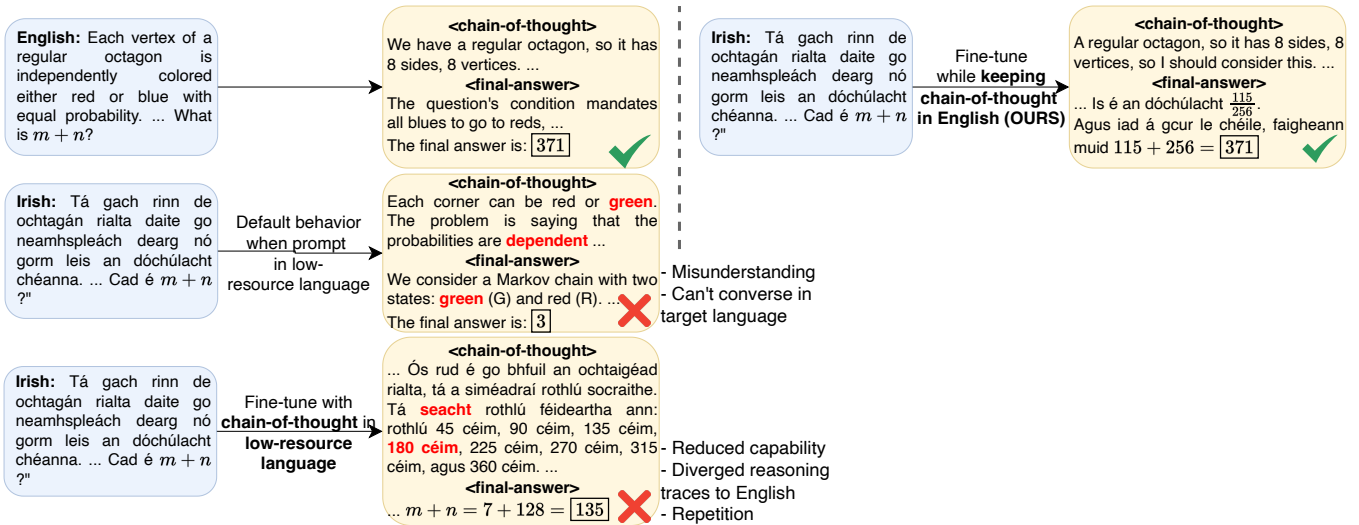 English: Each vertex of a
regular octagon is
independently colored
either red or blue with
equal probability. ... What
is m + n?
<chain-of-thought>
We have a regular octagon, so it has
8 sides, 8 vertices. ...
<final-answer>
The question's condition mandates
all blues to go to reds, ...
The final answer is: 371
Irish: Tá gach rinn de
ochtagán rialta daite go
neamhspleách dearg nó
gorm leis an dóchúlacht
chéanna. ... Cad é m + n
?"
Default behavior
when prompt
in low-
resource language
<chain-of-thought>
Each corner can be red or green.
The problem is saying that the
probabilities are dependent ...
<final-answer>
We consider a Markov chain with two
states: green (G) and red (R). ...
The final answer is: 3
- Misunderstanding
- Can't converse in
target language
Irish: Tá gach rinn de
ochtagán rialta daite go
neamhspleách dearg nó
gorm leis an dóchúlacht
chéanna. ... Cad é m + n
?"
Fine-tune with
chain-of-thought in
low-resource
language
<chain-of-thought>
... Ós rud é go bhfuil an ochtaigéad
rialta, tá a siméadraí rothlú socraithe.
Tá seacht rothlú féideartha ann:
rothlú 45 céim, 90 céim, 135 céim,
180 céim, 225 céim, 270 céim, 315
céim, agus 360 céim. ...
<final-answer>
... m + n = 7 + 128 = 135
- Reduced capability
- Diverged reasoning
traces to English
- Repetition
Irish: Tá gach rinn de
ochtagán rialta daite go
neamhspleách dearg nó
gorm leis an dóchúlacht
chéanna. ... Cad é m + n
?"
Fine-tune
while keeping
chain-of-thought
in English (OURS)
<chain-of-thought>
A regular octagon, so it has 8 sides, 8
vertices, so I should consider this. ...
<final-answer>
... Is é an dóchúlacht 115/256.
Agus iad á gcur le chéile, faigheann
muid 115 + 256 = 371